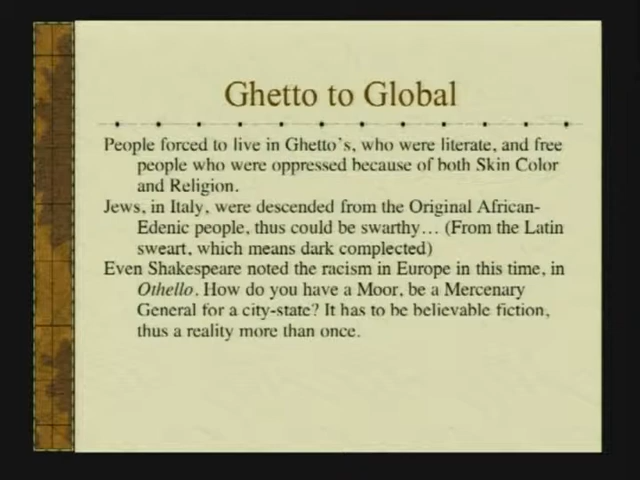 Ghetto to Global
People forced to live in Ghetto's, who were literate, and free
people who were oppressed because of both Skin Color
and Religion.
Jews, in Italy, were descended from the Original African-
Edenic people, thus could be swarthy… (From the Latin
sweart, which means dark complected)
Even Shakespeare noted the racism in Europe in this time, in
Othello. How do you have a Moor, be a Mercenary
General for a city-state? It has to be believable fiction,
thus a reality more than once.